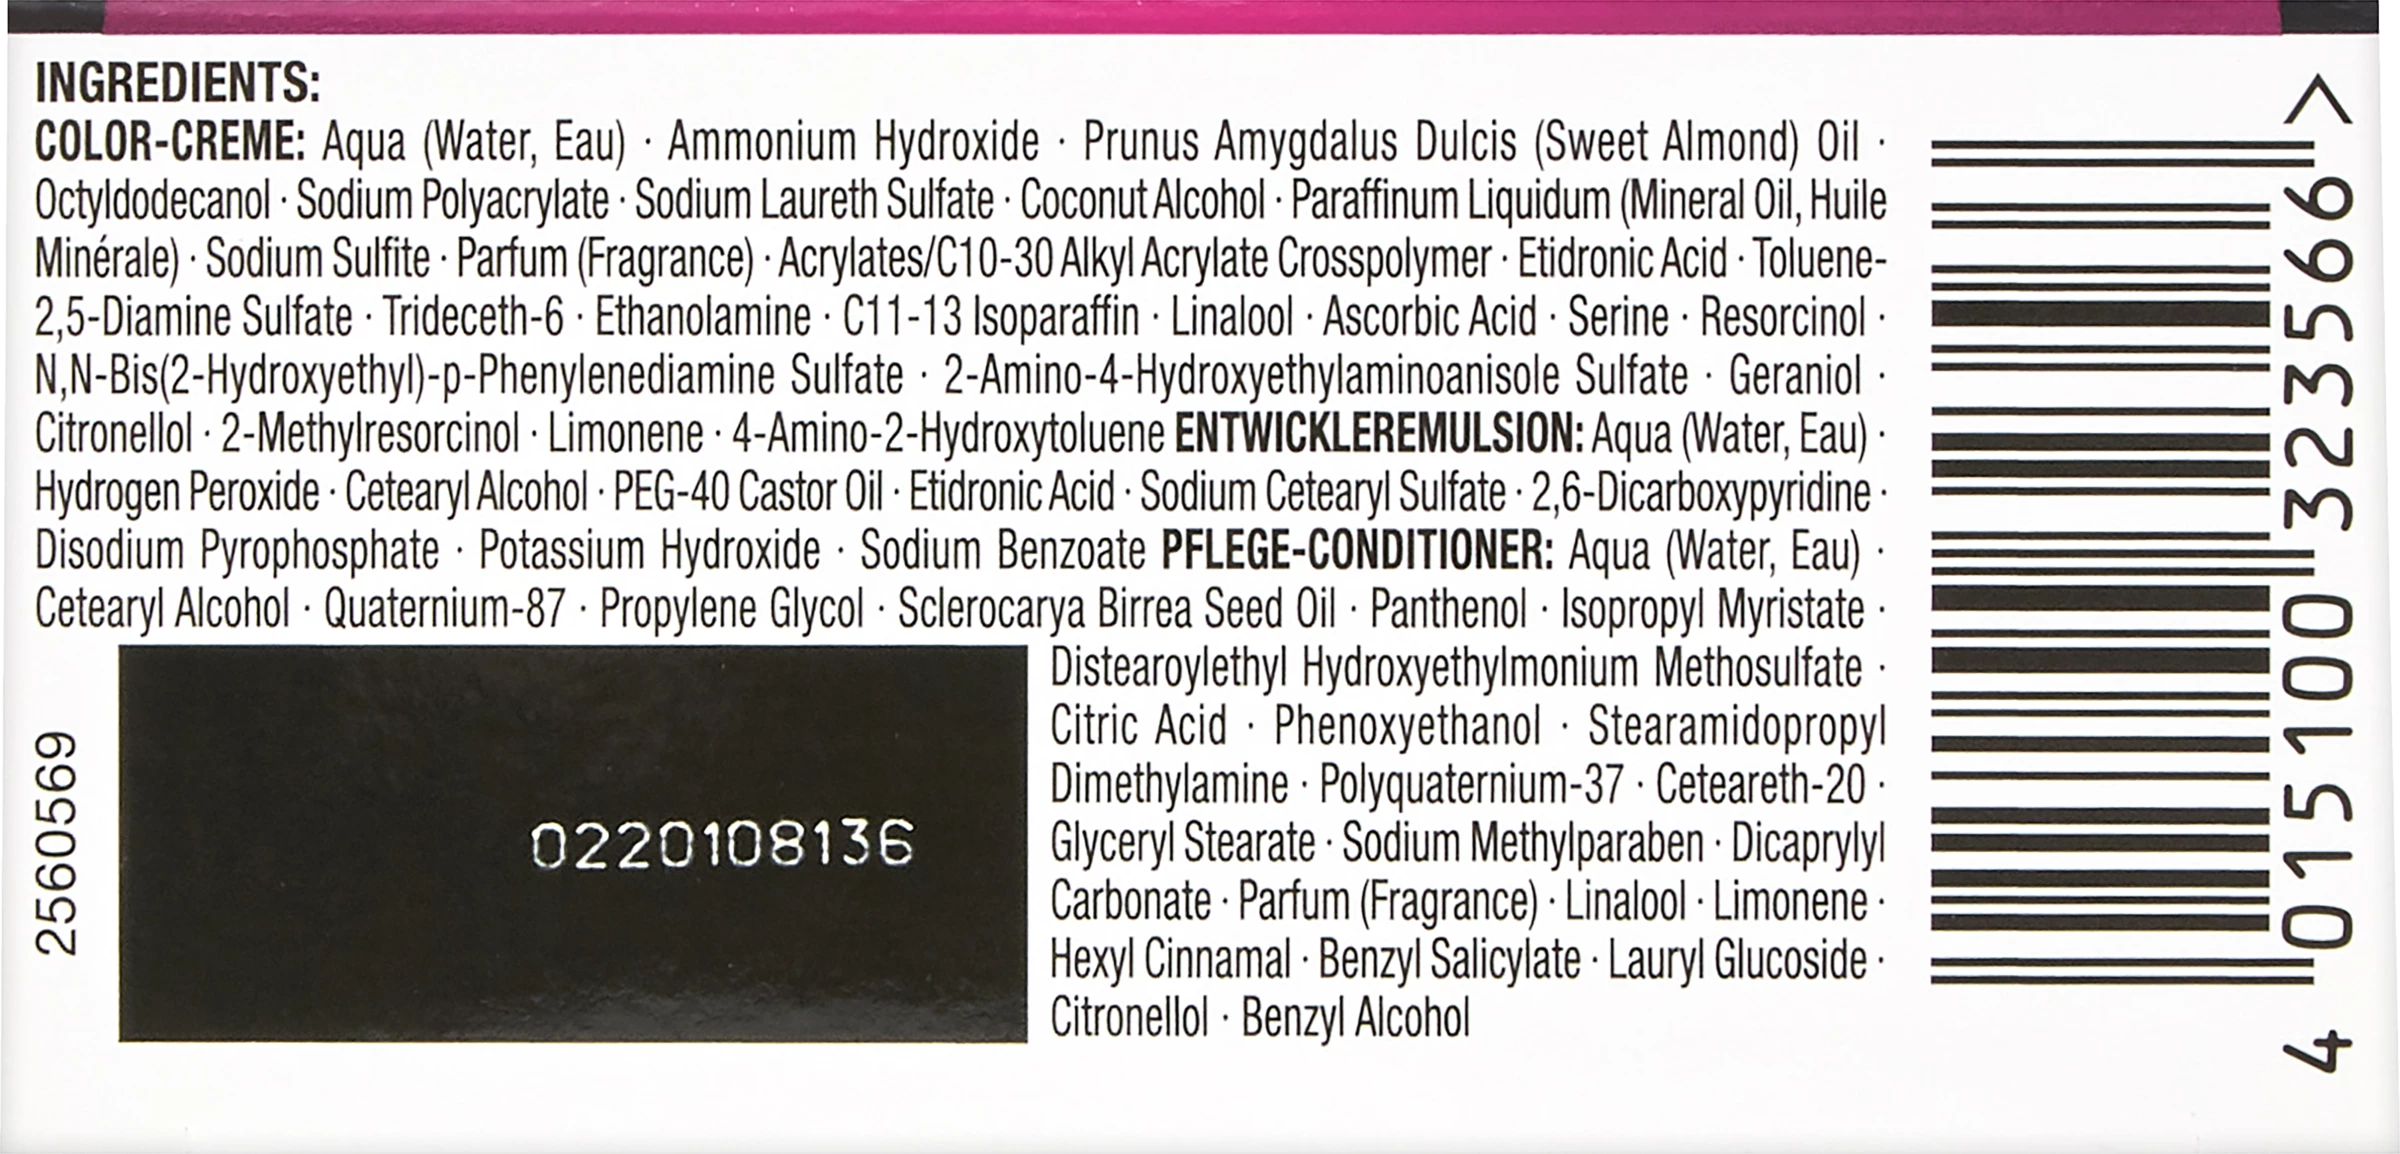 INGREDIENTS:
COLOR-CREME: Aqua (Water, Eau) · Ammonium Hydroxide · Prunus Amygdalus Dulcis (Sweet Almond) Oil ·
Octyldodecanol · Sodium Polyacrylate · Sodium Laureth Sulfate · Coconut Alcohol · Paraffinum Liquidum (Mineral Oil, Huile
Minérale) · Sodium Sulfite · Parfum (Fragrance) · Acrylates/C10-30 Alkyl Acrylate Crosspolymer · Etidronic Acid · Toluene-
2,5-Diamine Sulfate · Trideceth-6 · Ethanolamine · C11-13 Isoparaffin · Linalool · Ascorbic Acid · Serine · Resorcinol ·
N,N-Bis(2-Hydroxyethyl)-p-Phenylenediamine Sulfate · 2-Amino-4-Hydroxyethylaminoanisole Sulfate · Geraniol ·
Citronellol · 2-Methylresorcinol · Limonene · 4-Amino-2-Hydroxytoluene ENTWICKLEREMULSION: Aqua (Water, Eau) ·
Hydrogen Peroxide · Cetearyl Alcohol · PEG-40 Castor Oil · Etidronic Acid · Sodium Cetearyl Sulfate · 2,6-Dicarboxypyridine ·
Disodium Pyrophosphate · Potassium Hydroxide · Sodium Benzoate PFLEGE-CONDITIONER: Aqua (Water, Eau) ·
Cetearyl Alcohol · Quaternium-87 · Propylene Glycol · Sclerocarya Birrea Seed Oil · Panthenol · Isopropyl Myristate ·
Distearoylethyl Hydroxyethylmonium Methosulfate ·
Citric Acid · Phenoxyethanol · Stearamidopropyl
Dimethylamine · Polyquaternium-37 · Ceteareth-20 ·
Glyceryl Stearate · Sodium Methylparaben · Dicaprylyl
Carbonate · Parfum (Fragrance) · Linalool · Limonene ·
Hexyl Cinnamal · Benzyl Salicylate · Lauryl Glucoside ·
Citronellol · Benzyl Alcohol
2560569
0220108136
4 015100 323566 >